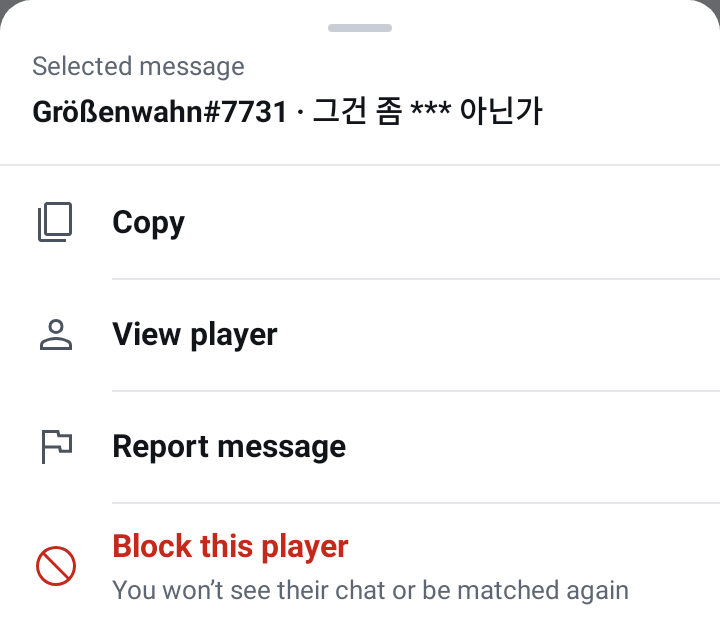 Selected message
Größenwahn#7731 · 그건 좀 *** 아닌가
Copy
View player
Report message
Block this player
You won’t see their chat or be matched again